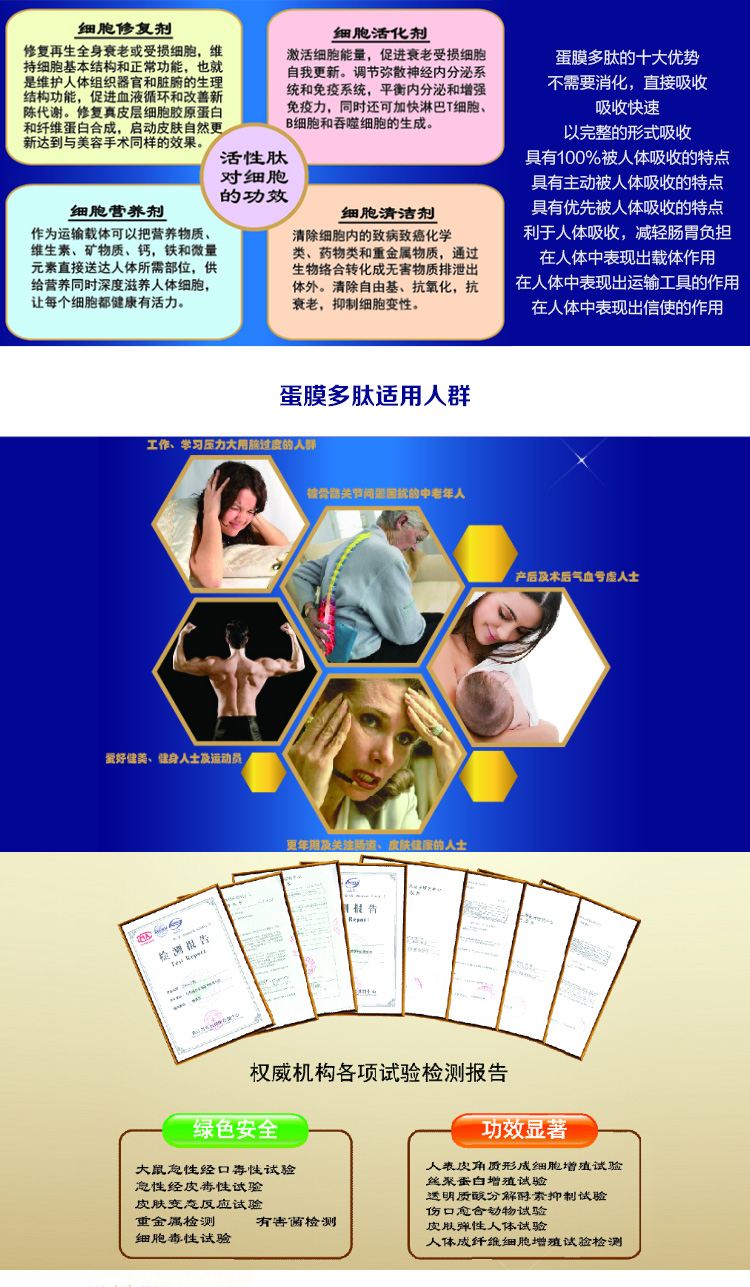 细胞修复剂
修复再生全身衰老或受损细胞，维
持细胞基本结构和正常功能，也就
是维护人体组织器官和脏腑的生理
结构功能，促进血液循环和改善新
陈代谢。修复真皮层细胞胶原蛋白
和纤维蛋白合成，启动皮肤自然更
新达到与美容手术同样的效果。
细胞活化剂
激活细胞能量，促进衰老受损细胞
自我更新。调节弥散神经内分泌系
统和免疫系统，平衡内分泌和增强
免疫力，同时还可加快淋巴T细胞、
B细胞和吞噬细胞的生成。
活性肽
对细胞
的功效
细胞营养剂
作为运输载体可以把营养物质、
维生素、矿物质、钙，铁和微量
元素直接送达人体所需部位，供
给营养同时深度滋养人体细胞，
让每个细胞都健康有活力。
细胞清洁剂
清除细胞内的致病致癌化学
类、药物类和重金属物质，通过
生物络合转化成无害物质排泄出
体外。清除自由基、抗氧化，抗
衰老，抑制细胞变性。
蛋膜多肽的十大优势
不需要消化，直接吸收
吸收快速
以完整的形式吸收
具有100%被人体吸收的特点
具有主动被人体吸收的特点
具有优先被人体吸收的特点
利于人体吸收，减轻肠胃负担
在人体中表现出载体作用
在人体中表现出运输工具的作用
在人体中表现出信使的作用
蛋膜多肽适用人群
工作、学习压力大用脑过度的人群
被骨骼关节问题困扰的中老年人
产后及术后气血亏虚人士
爱好健美、健身人士及运动员
更年期及关注肠道、皮肤健康的人士
检测报告
Test Report
测报告
Report
权威机构各项试验检测报告
绿色安全
大鼠急性经口毒性试验
急性经皮毒性试验
皮肤变态反应试验
重金属检测 有害菌检测
细胞毒性试验
功效显著
人表皮角质形成细胞增殖试验
丝聚蛋白增殖试验
透明质酸分解酵素抑制试验
伤口愈合动物试验
皮肤弹性人体试验
人体成纤维细胞增殖试验检测